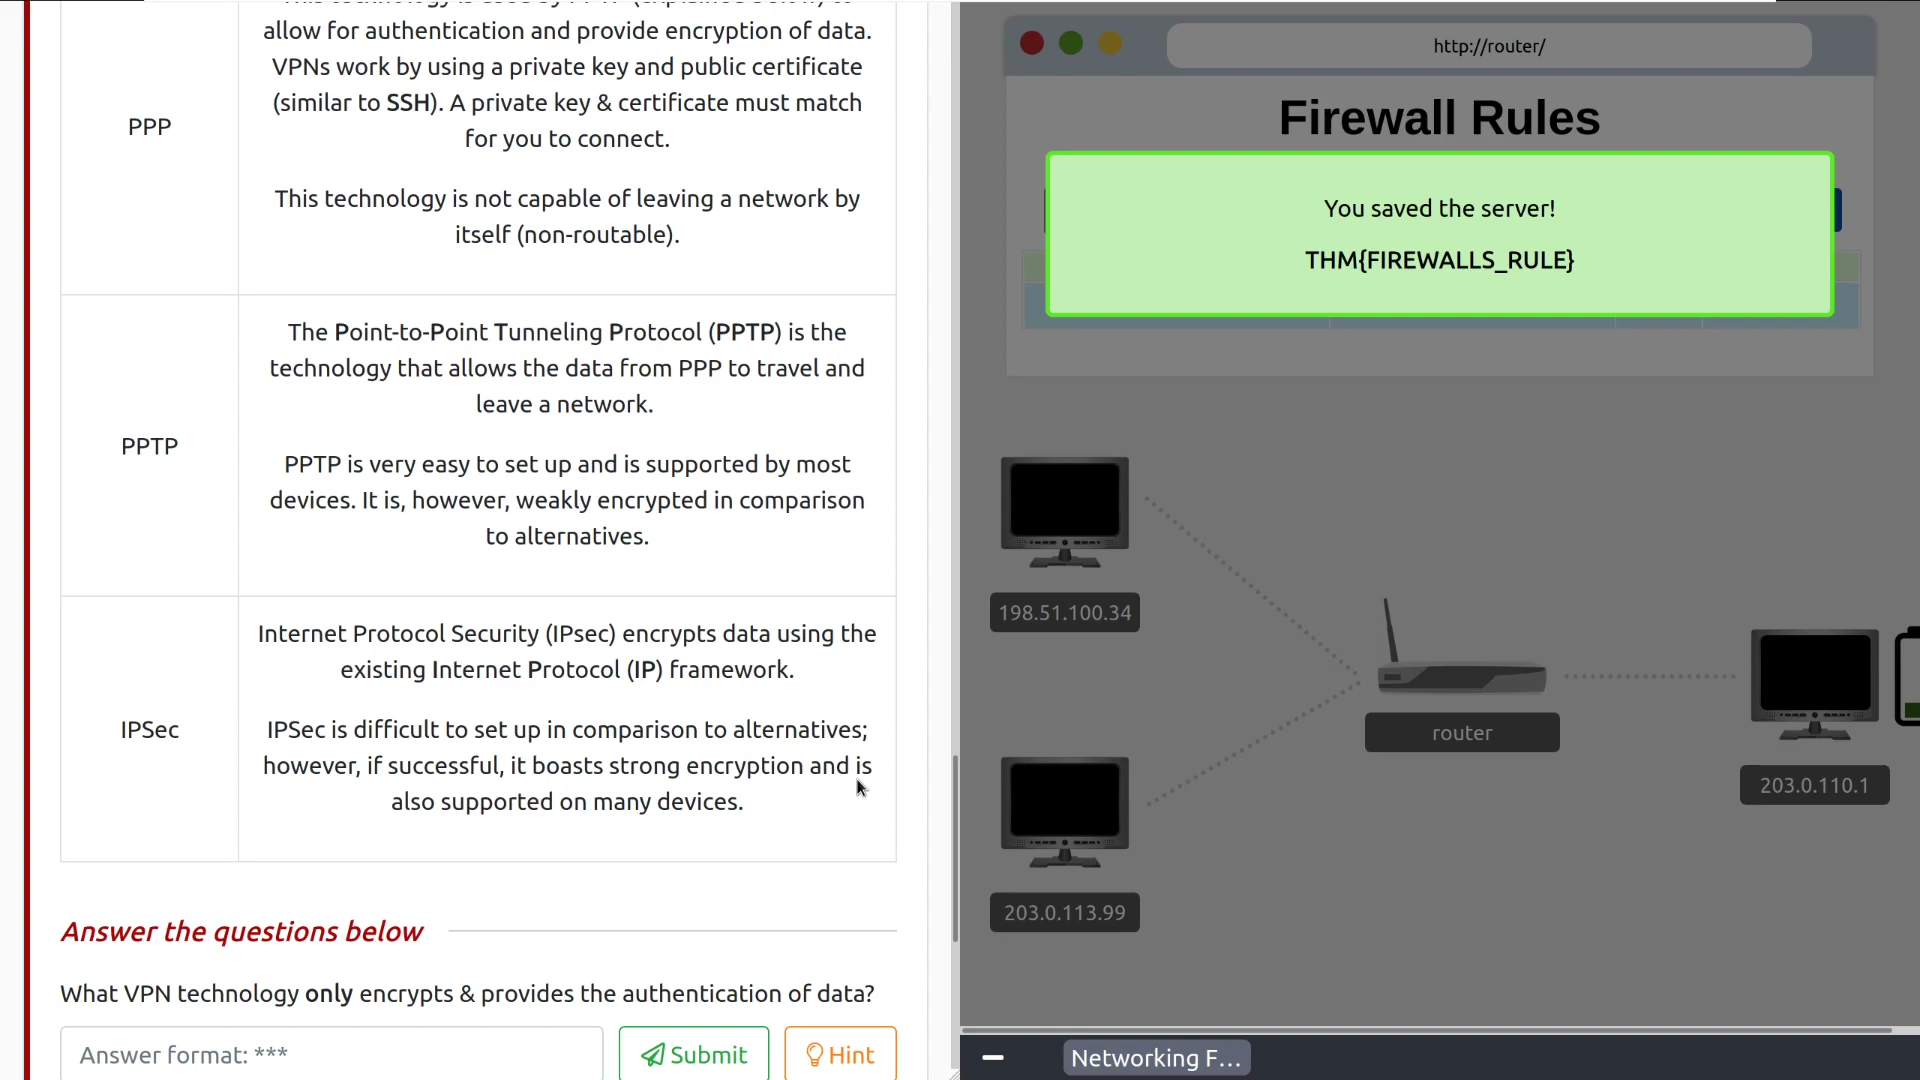 allow for authentication and provide encryption of data.
VPNs work by using a private key and public certificate
(similar to SSH). A private key & certificate must match
for you to connect.
PPP
This technology is not capable of leaving a network by
itself (non-routable).
The Point-to-Point Tunneling Protocol (PPTP) is the
technology that allows the data from PPP to travel and
leave a network.
PPTP
PPTP is very easy to set up and is supported by most
devices. It is, however, weakly encrypted in comparison
to alternatives.
Internet Protocol Security (IPsec) encrypts data using the
existing Internet Protocol (IP) framework.
IPSec
IPSec is difficult to set up in comparison to alternatives;
however, if successful, it boasts strong encryption and is
also supported on many devices.
Answer the questions below
What VPN technology only encrypts & provides the authentication of data?
Answer format: ***
Submit
Hint
http://router/
Firewall Rules
You saved the server!
THM{FIREWALLS_RULE}
198.51.100.34
router
203.0.110.1
203.0.113.99
Networking F...